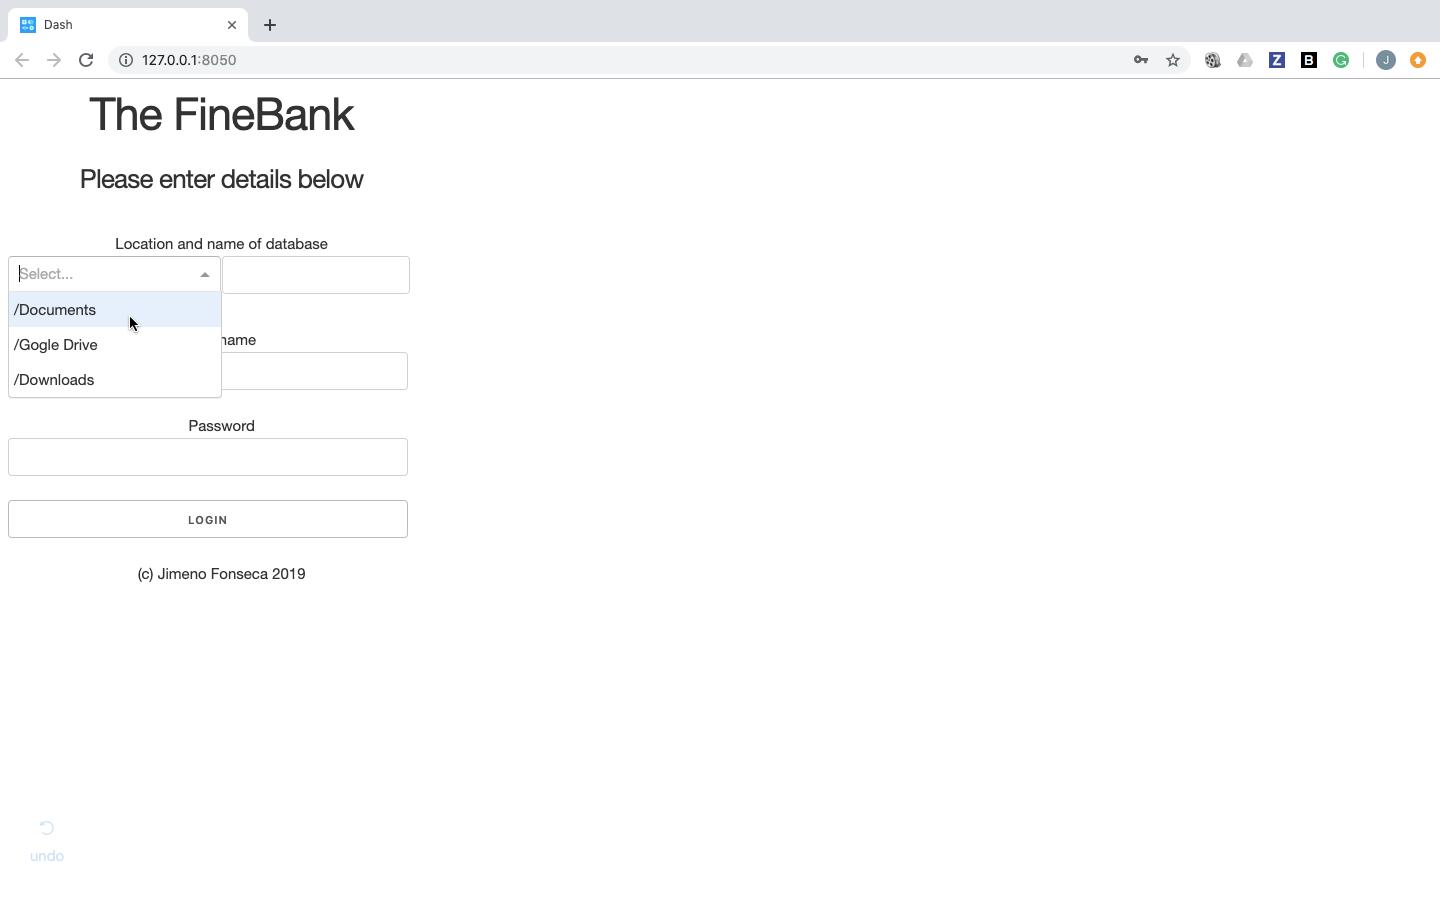 Dash
127.0.0.1:8050
Z
B
J
The FineBank
Please enter details below
Location and name of database
Select...
/Documents
/Gogle Drive
/Downloads
name
Password
LOGIN
(c) Jimeno Fonseca 2019
undo